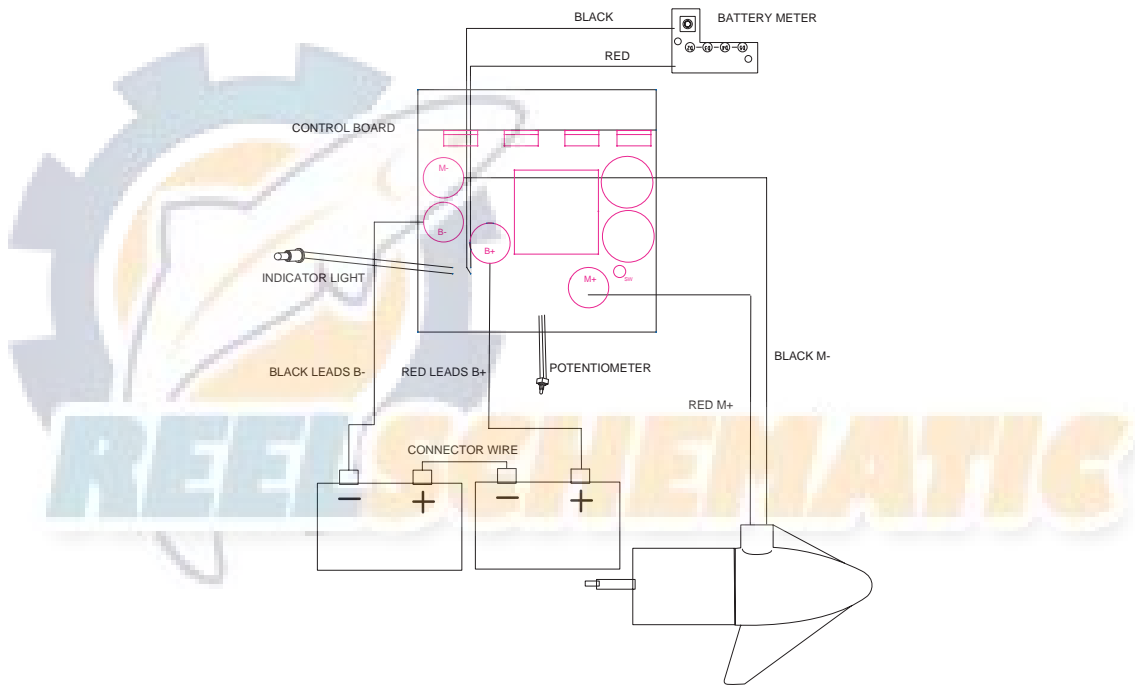 BLACK
BATTERY METER
RED
CONTROL BOARD
M-
B-
B+
M+
SW
INDICATOR LIGHT
BLACK M-
BLACK LEADS B-
RED LEADS B+
POTENTIOMETER
RED M+
REELSCHEMATIC
CONNECTOR WIRE
− + − +